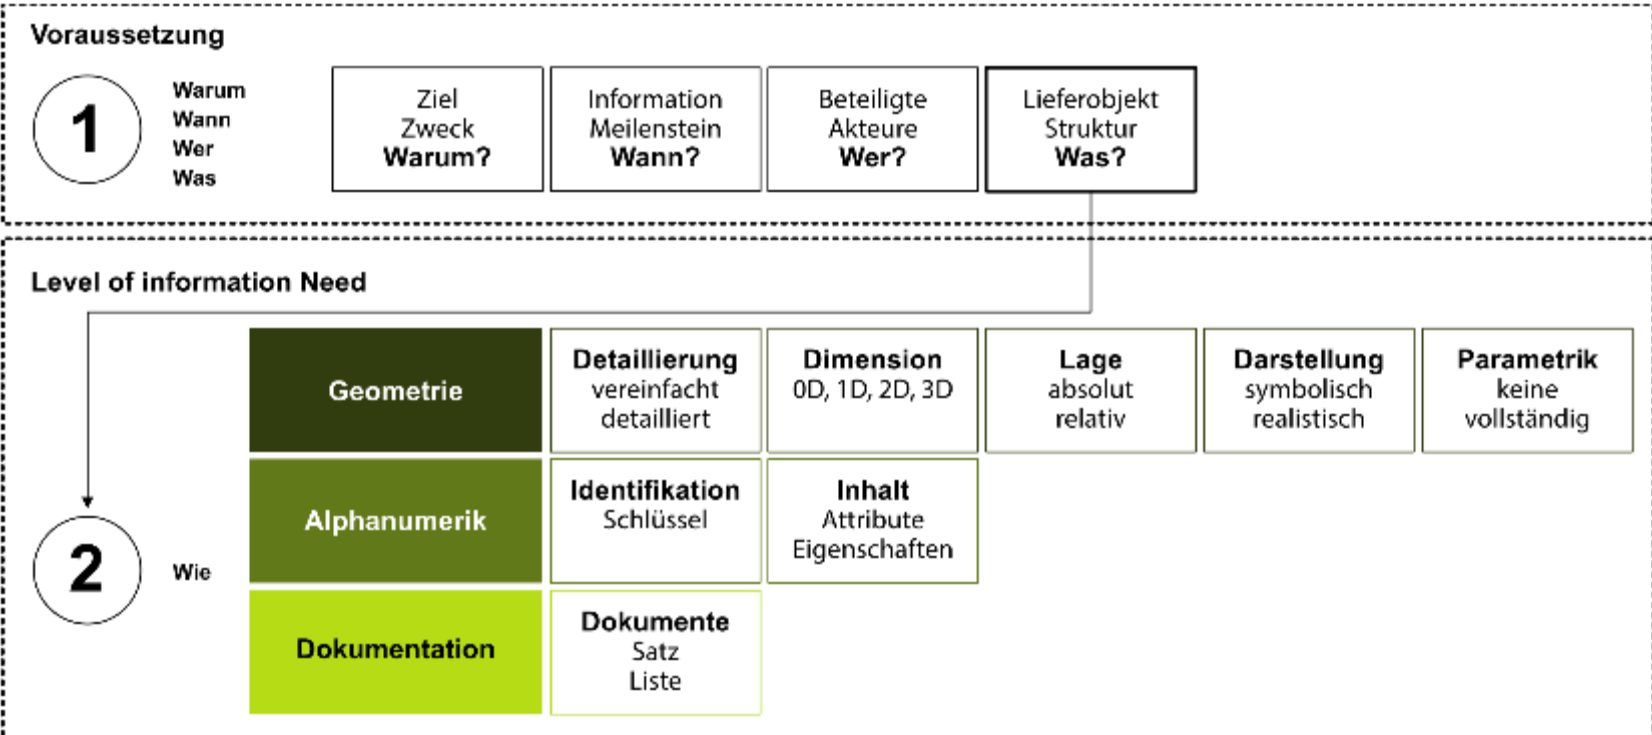 Voraussetzung
1
Warum
Wann
Wer
Was
Ziel
Zweck
Warum?
Information
Meilenstein
Wann?
Beteiligte
Akteure
Wer?
Lieferobjekt
Struktur
Was?
Level of information Need
2
Wie
Geometrie
Detaillierung
vereinfacht
detailliert
Dimension
0D, 1D, 2D, 3D
Lage
absolut
relativ
Darstellung
symbolisch
realistisch
Parametrik
keine
vollständig
Alphanumerik
Identifikation
Schlüssel
Inhalt
Attribute
Eigenschaften
Dokumentation
Dokumente
Satz
Liste